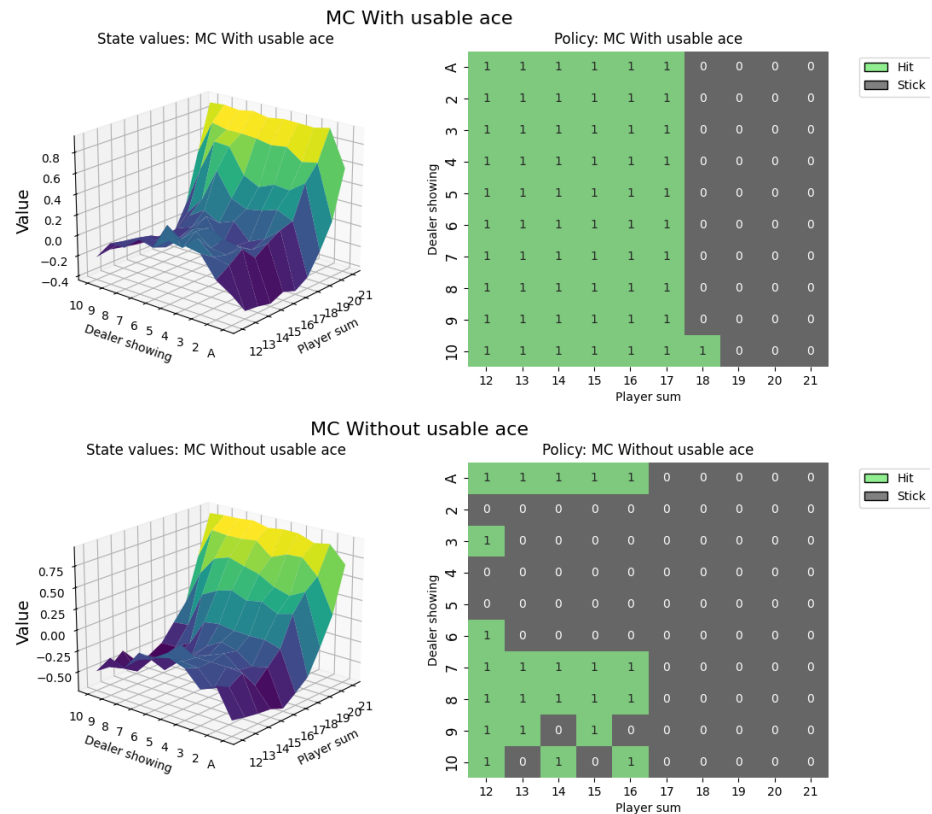 MC With usable ace
State values: MC With usable ace
Value
0.8
0.6
0.4
0.2
0.0
−0.2
−0.4
10 9 8 7 6 5 4 3 2 A
Dealer showing
12 13 14 15 16 17 18 19 20 21
Player sum
Policy: MC With usable ace
Dealer showing
A 1 1 1 1 1 1 0 0 0 0
2 1 1 1 1 1 1 0 0 0 0
3 1 1 1 1 1 1 0 0 0 0
4 1 1 1 1 1 1 0 0 0 0
5 1 1 1 1 1 1 0 0 0 0
6 1 1 1 1 1 1 0 0 0 0
7 1 1 1 1 1 1 0 0 0 0
8 1 1 1 1 1 1 0 0 0 0
9 1 1 1 1 1 1 0 0 0 0
10 1 1 1 1 1 1 1 0 0 0
12 13 14 15 16 17 18 19 20 21
Player sum
Hit
Stick
MC Without usable ace
State values: MC Without usable ace
Value
0.75
0.50
0.25
0.00
−0.25
−0.50
10 9 8 7 6 5 4 3 2 A
Dealer showing
12 13 14 15 16 17 18 19 20 21
Player sum
Policy: MC Without usable ace
Dealer showing
A 1 1 1 1 1 0 0 0 0 0
2 0 0 0 0 0 0 0 0 0 0
3 1 0 0 0 0 0 0 0 0 0
4 0 0 0 0 0 0 0 0 0 0
5 0 0 0 0 0 0 0 0 0 0
6 1 0 0 0 0 0 0 0 0 0
7 1 1 1 1 1 0 0 0 0 0
8 1 1 1 1 1 0 0 0 0 0
9 1 1 0 1 0 0 0 0 0 0
10 1 0 1 0 1 0 0 0 0 0
12 13 14 15 16 17 18 19 20 21
Player sum
Hit
Stick